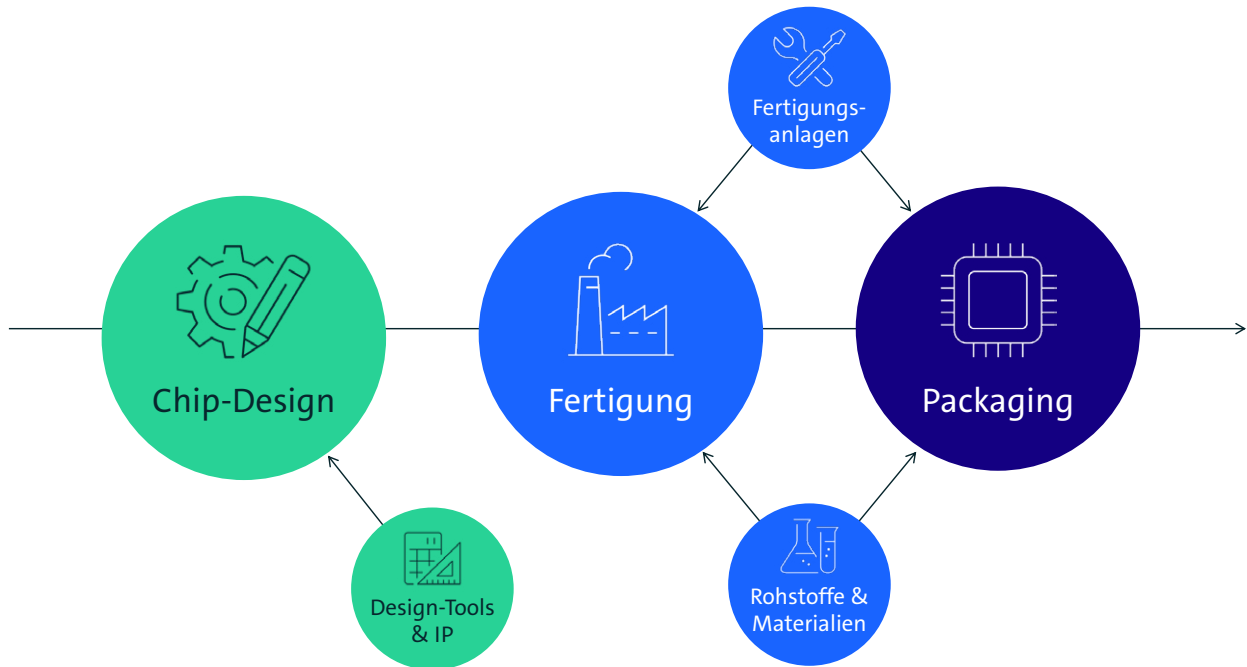 Fertigungs-
anlagen
Chip-Design
Fertigung
Packaging
Design-Tools
& IP
Rohstoffe &
Materialien